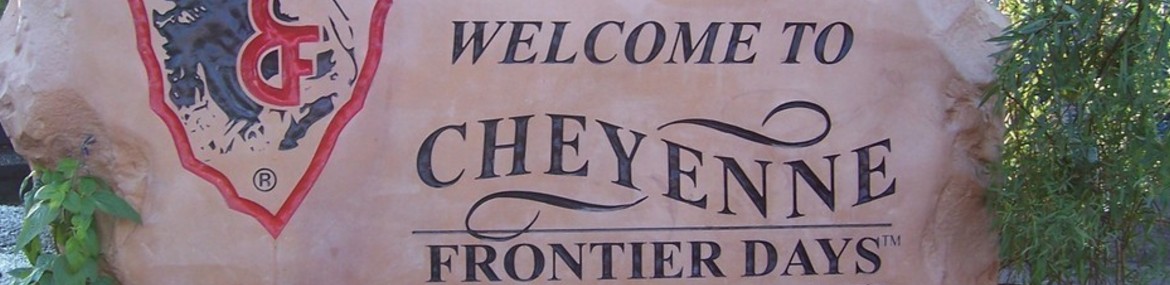 WELCOME TO
CHEYENNE
FRONTIER DAYS™
®